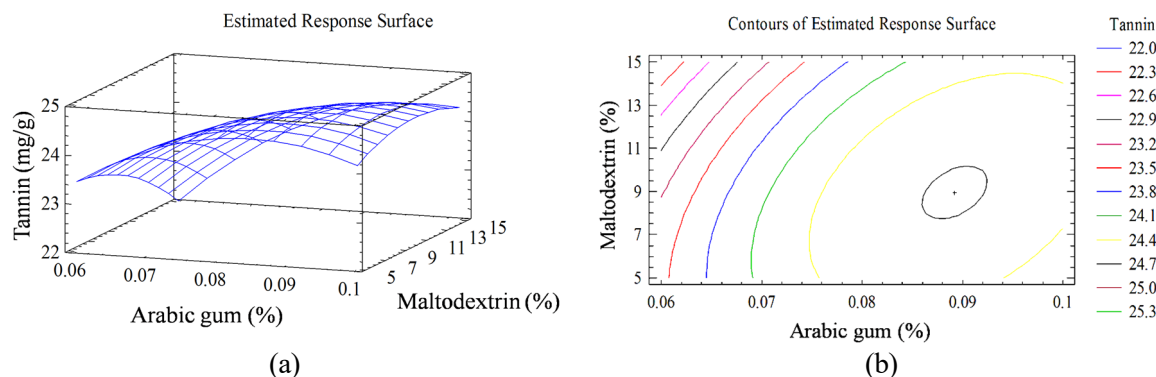 Estimated Response Surface
Tannin (mg/g)
25
24
23
22
0.06
0.07
0.08
0.09
0.1
Arabic gum (%)
5 7 9 11 13 15
Maltodextrin (%)
(a)
Contours of Estimated Response Surface
Maltodextrin (%)
15
13
11
9
7
5
0.06 0.07 0.08 0.09 0.1
Arabic gum (%)
Tannin
22.0
22.3
22.6
22.9
23.2
23.5
23.8
24.1
24.4
24.7
25.0
25.3
(b)